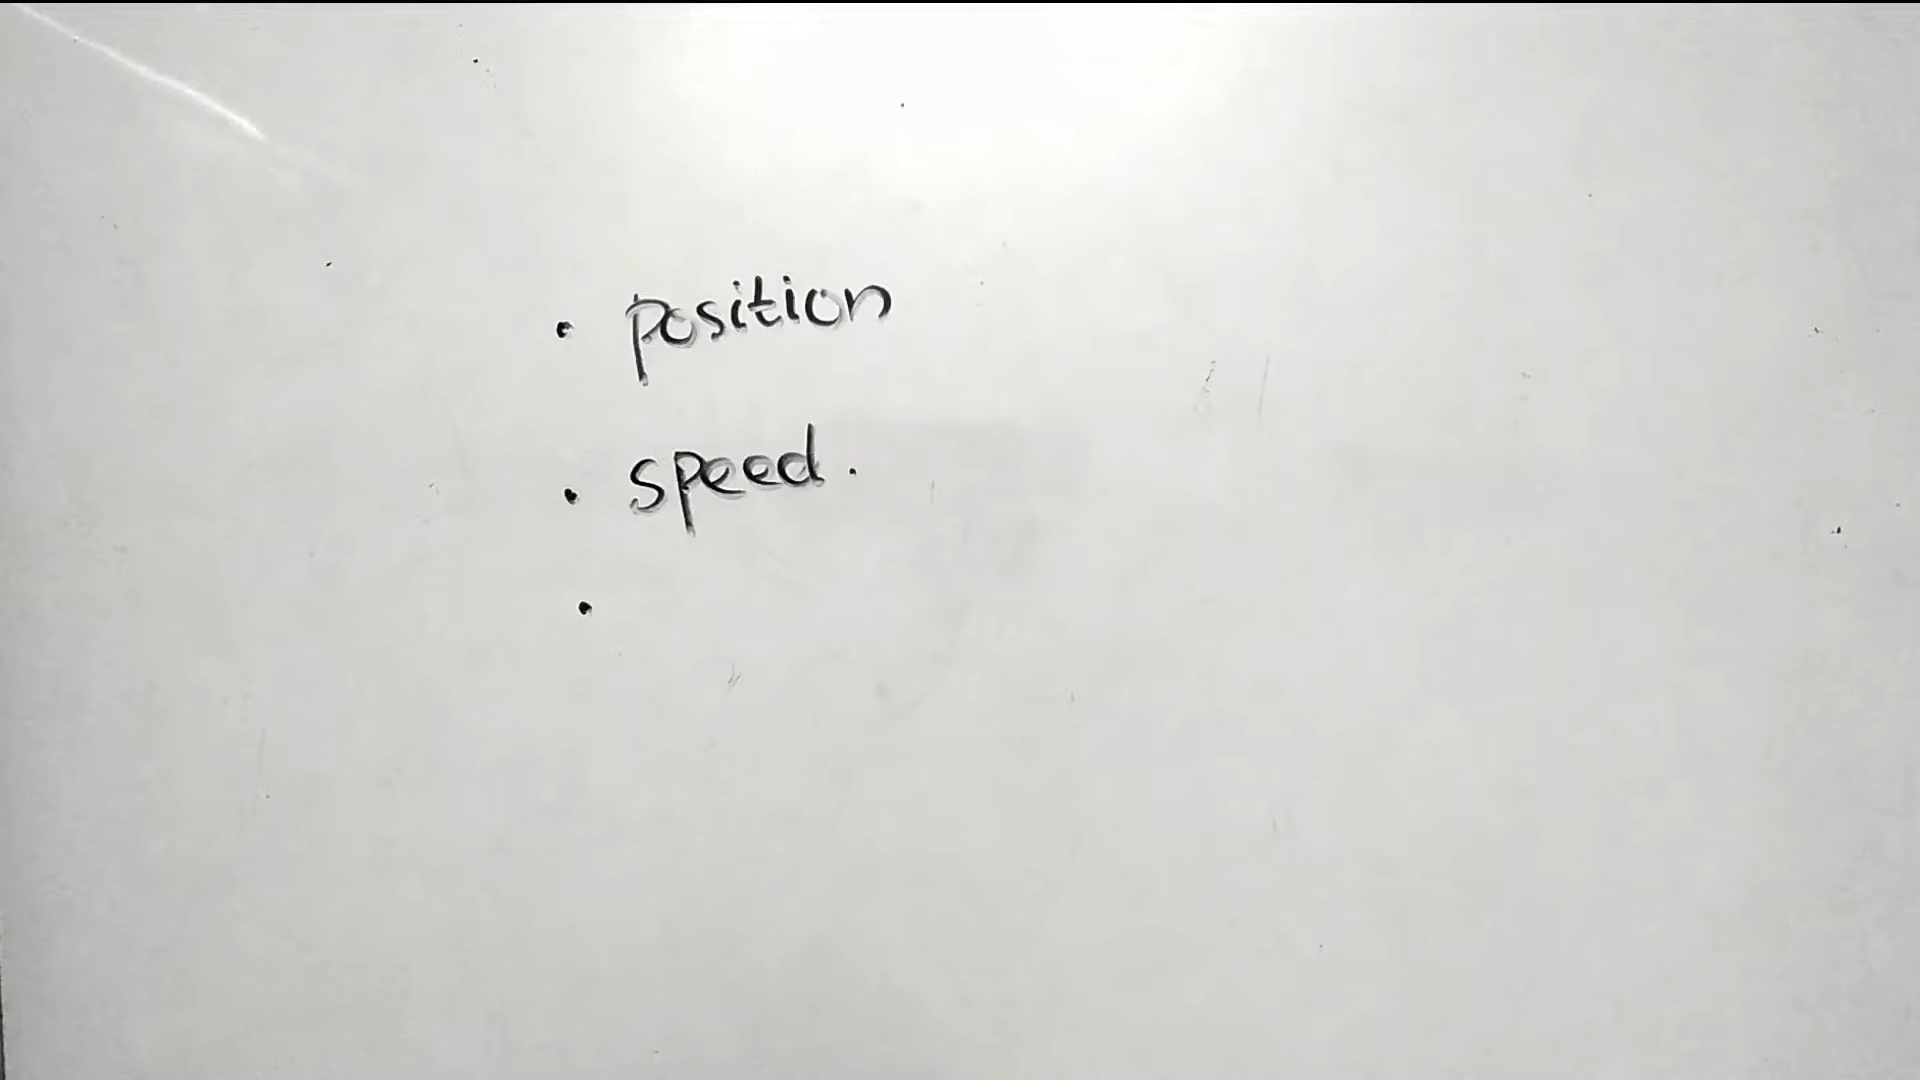 • position
• speed.
•